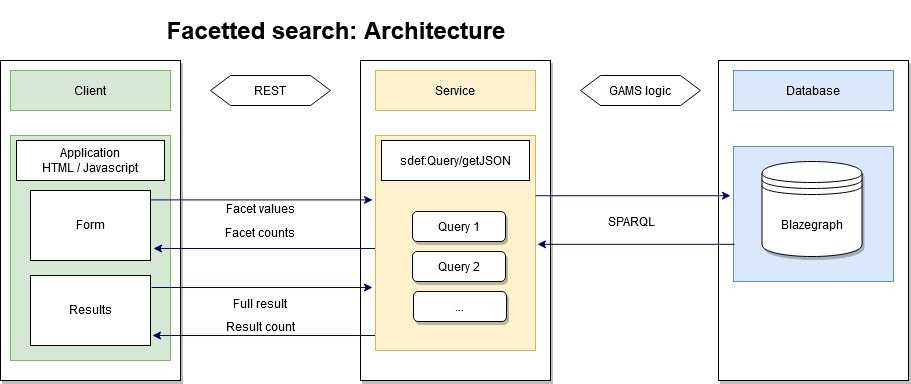 Facetted search: Architecture
Client
REST
Service
GAMS logic
Database
Application
HTML / Javascript
sdef:Query/getJSON
Form
Facet values
Facet counts
Query 1
Query 2
...
SPARQL
Blazegraph
Results
Full result
Result count